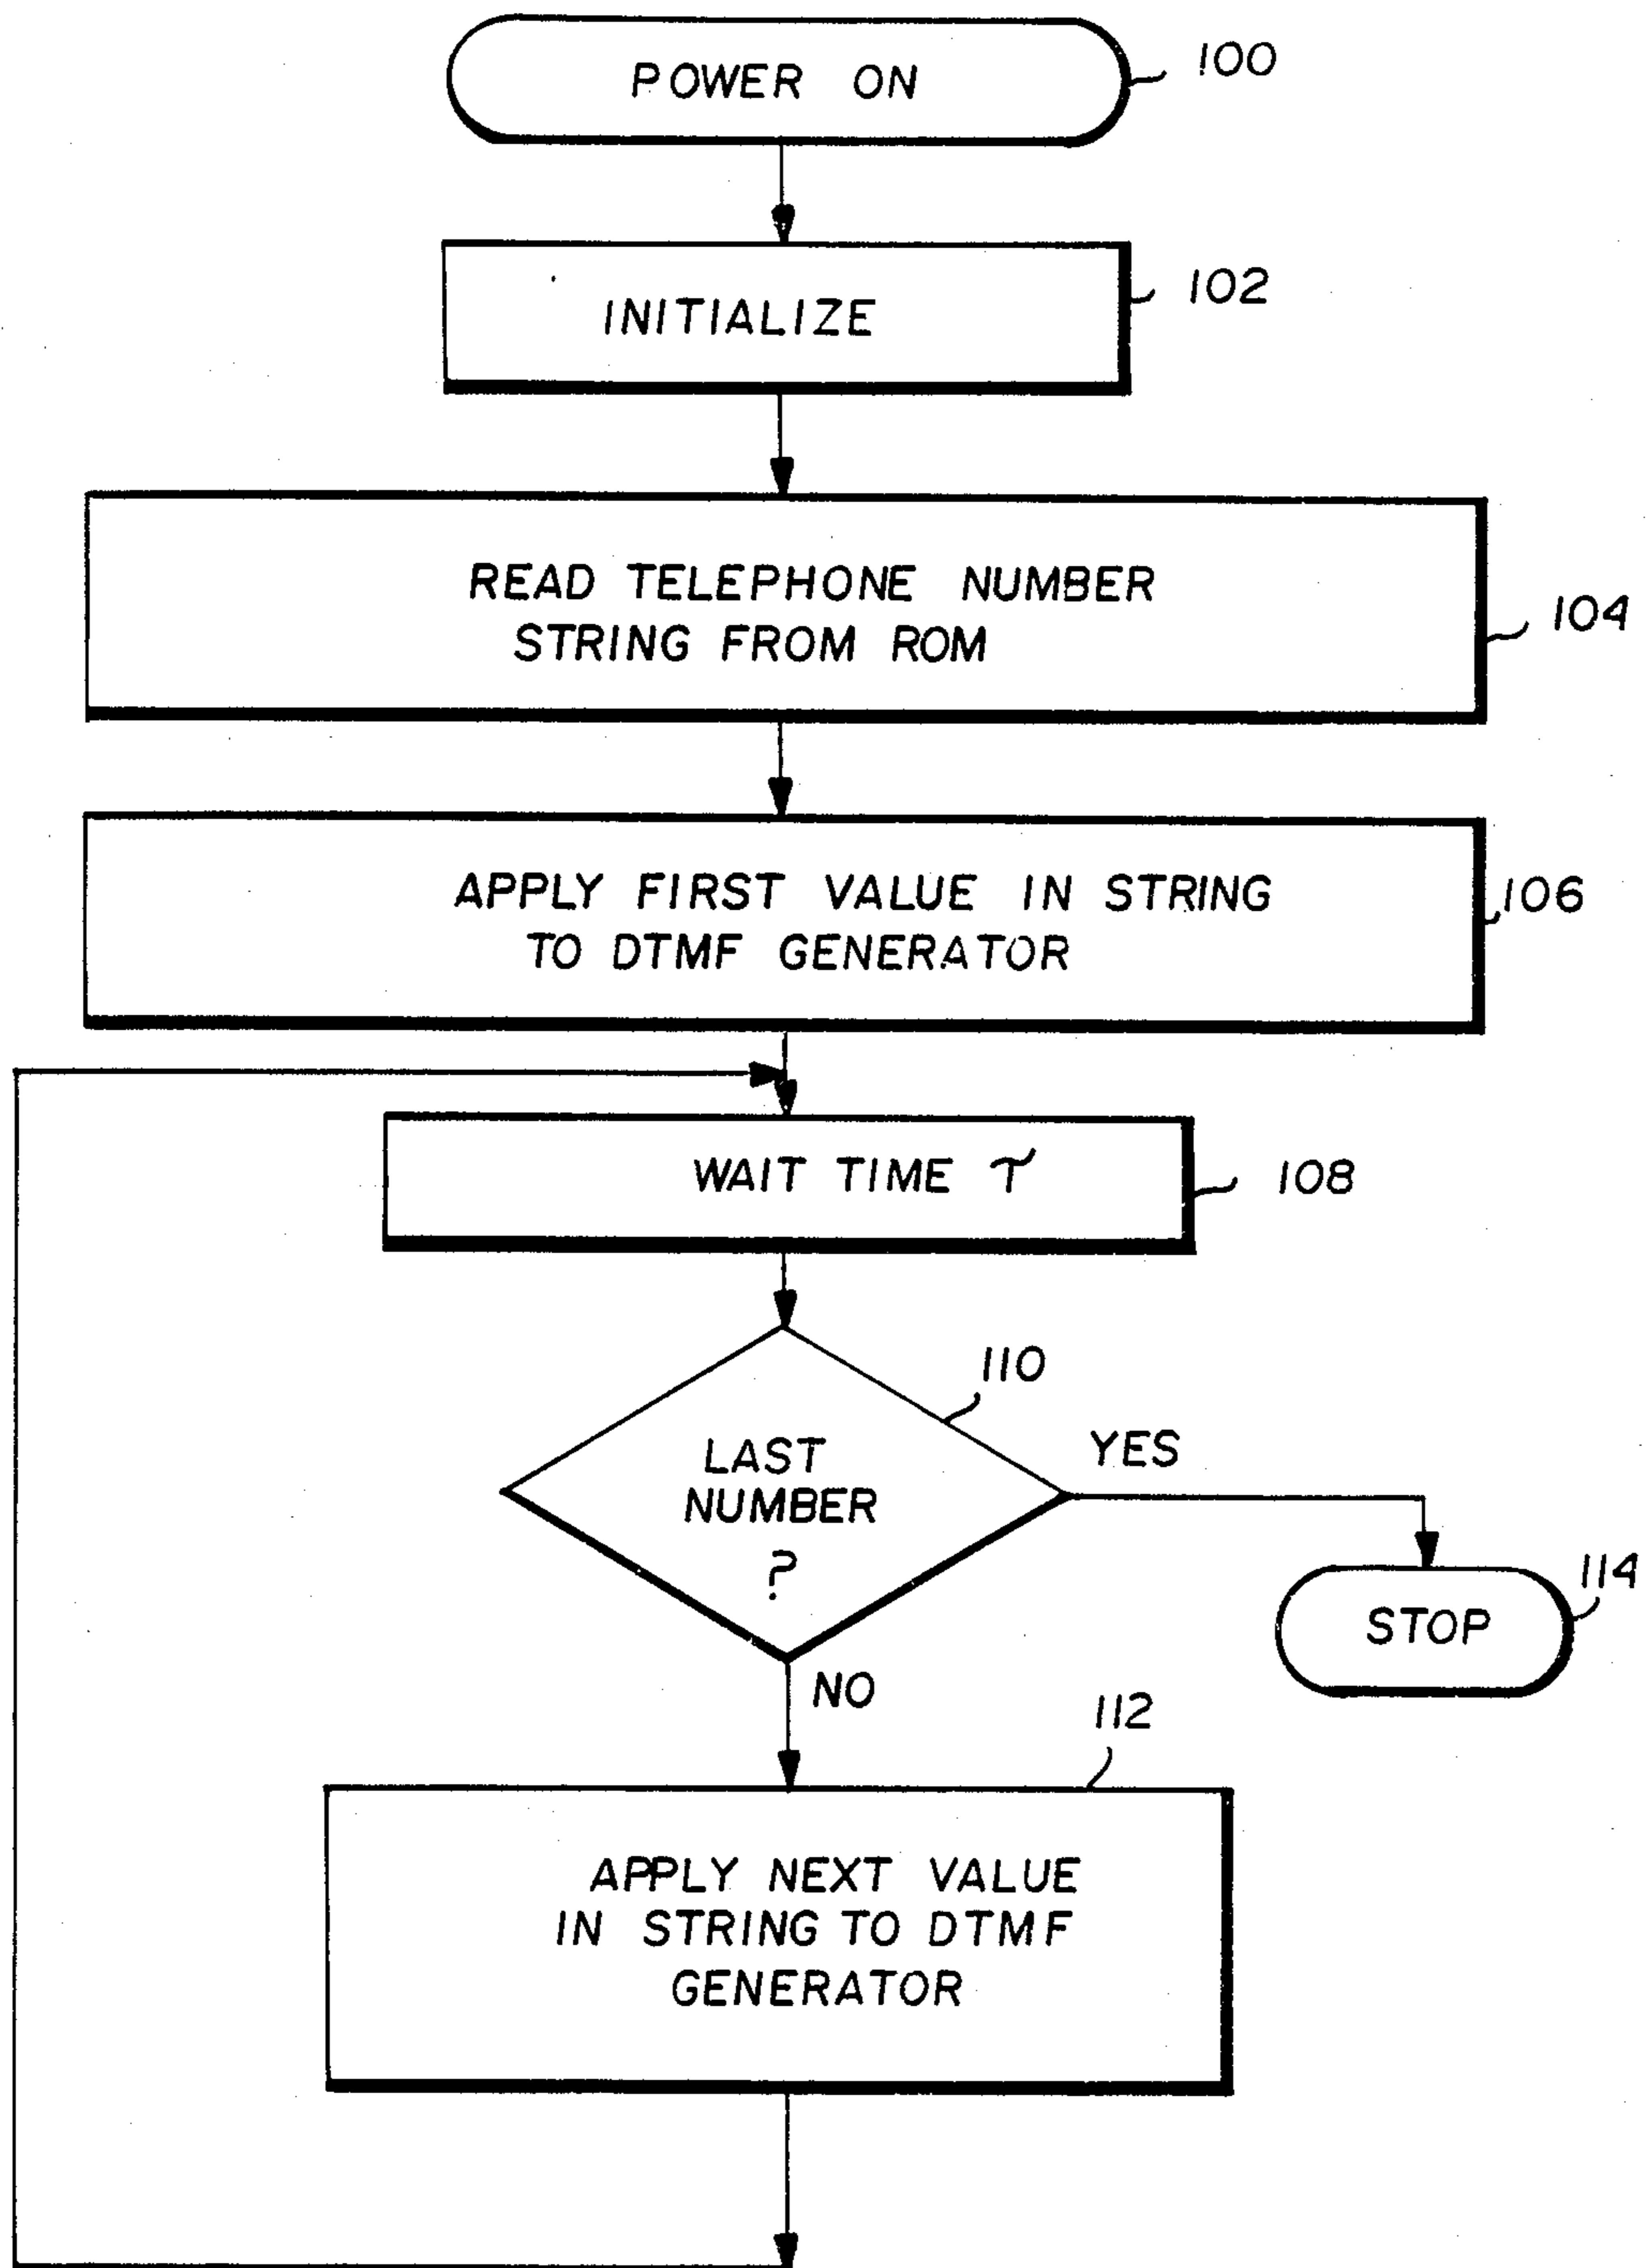 POWER ON
100
INITIALIZE
102
READ TELEPHONE NUMBER
STRING FROM ROM
104
APPLY FIRST VALUE IN STRING
TO DTMF GENERATOR
106
WAIT TIME τ
108
110
LAST
NUMBER
?
YES
STOP
114
NO
112
APPLY NEXT VALUE
IN STRING TO DTMF
GENERATOR